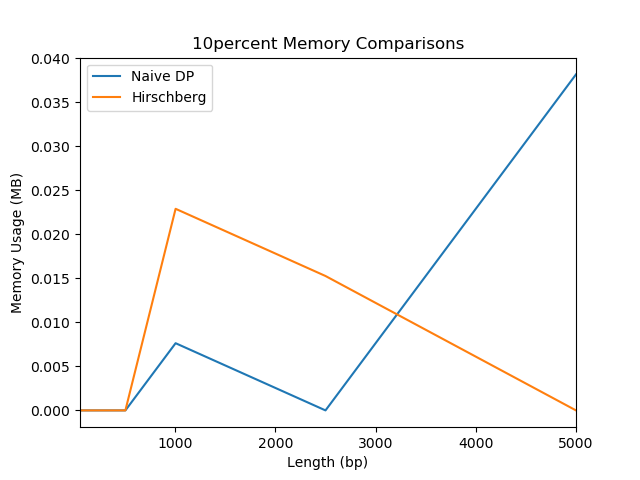 10percent Memory Comparisons
Naive DP
Hirschberg
0.040
0.035
0.030
0.025
0.020
0.015
0.010
0.005
0.000
Memory Usage (MB)
1000 2000 3000 4000 5000
Length (bp)